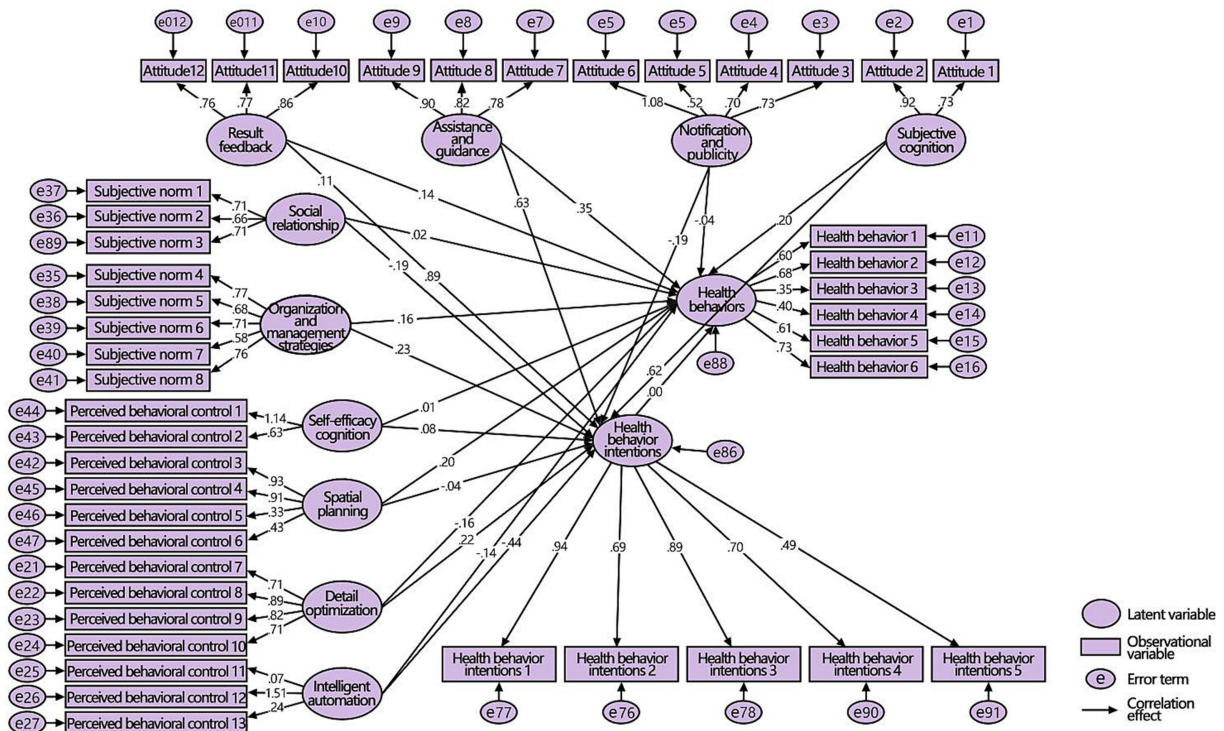 e012 e011 e10 e9 e8 e7 e5 e5 e4 e3 e2 e1
Attitude12 Attitude11 Attitude10 Attitude 9 Attitude 8 Attitude 7 Attitude 6 Attitude 5 Attitude 4 Attitude 3 Attitude 2 Attitude 1
.76 .77 .86 .90 .82 .78 1.08 .52 .70 .73 .92 .73
Result
feedback
Assistance and
guidance
Notification
and
publicity
Subjective
cognition
.11 .14 .63 .35 -.19 -.04 .20
e37 Subjective norm 1 .71
e36 Subjective norm 2 .66
e89 Subjective norm 3 .71
Social
relationship
.02
-.19 .89
e35 Subjective norm 4 .77
e38 Subjective norm 5 .68
e39 Subjective norm 6 .71
e40 Subjective norm 7 .58
e41 Subjective norm 8 .76
Organization
and
management
strategies
.16
.23
Health
behaviors
e88
.60 Health behavior 1 e11
.68 Health behavior 2 e12
.35 Health behavior 3 e13
.40 Health behavior 4 e14
.61 Health behavior 5 e15
.73 Health behavior 6 e16
.62
.00
e44 Perceived behavioral control 1 1.14
e43 Perceived behavioral control 2 .63
Self-efficacy
cognition
.01
.08
Health
behavior
intentions
e86
e42 Perceived behavioral control 3 .93
e45 Perceived behavioral control 4 .91
e46 Perceived behavioral control 5 .33
e47 Perceived behavioral control 6 .43
Spatial
planning
.20
-.04
e21 Perceived behavioral control 7 .71
e22 Perceived behavioral control 8 .89
e23 Perceived behavioral control 9 .82
e24 Perceived behavioral control 10 .71
Detail
optimization
-.16
.22
e25 Perceived behavioral control 11 .07
e26 Perceived behavioral control 12 1.51
e27 Perceived behavioral control 13 .24
Intelligent
automation
-.14 -.44
.94 .69 .89 .70 .49
Health behavior
intentions 1
Health behavior
intentions 2
Health behavior
intentions 3
Health behavior
intentions 4
Health behavior
intentions 5
e77 e76 e78 e90 e91
Latent variable
Observational
variable
e Error term
Correlation
effect